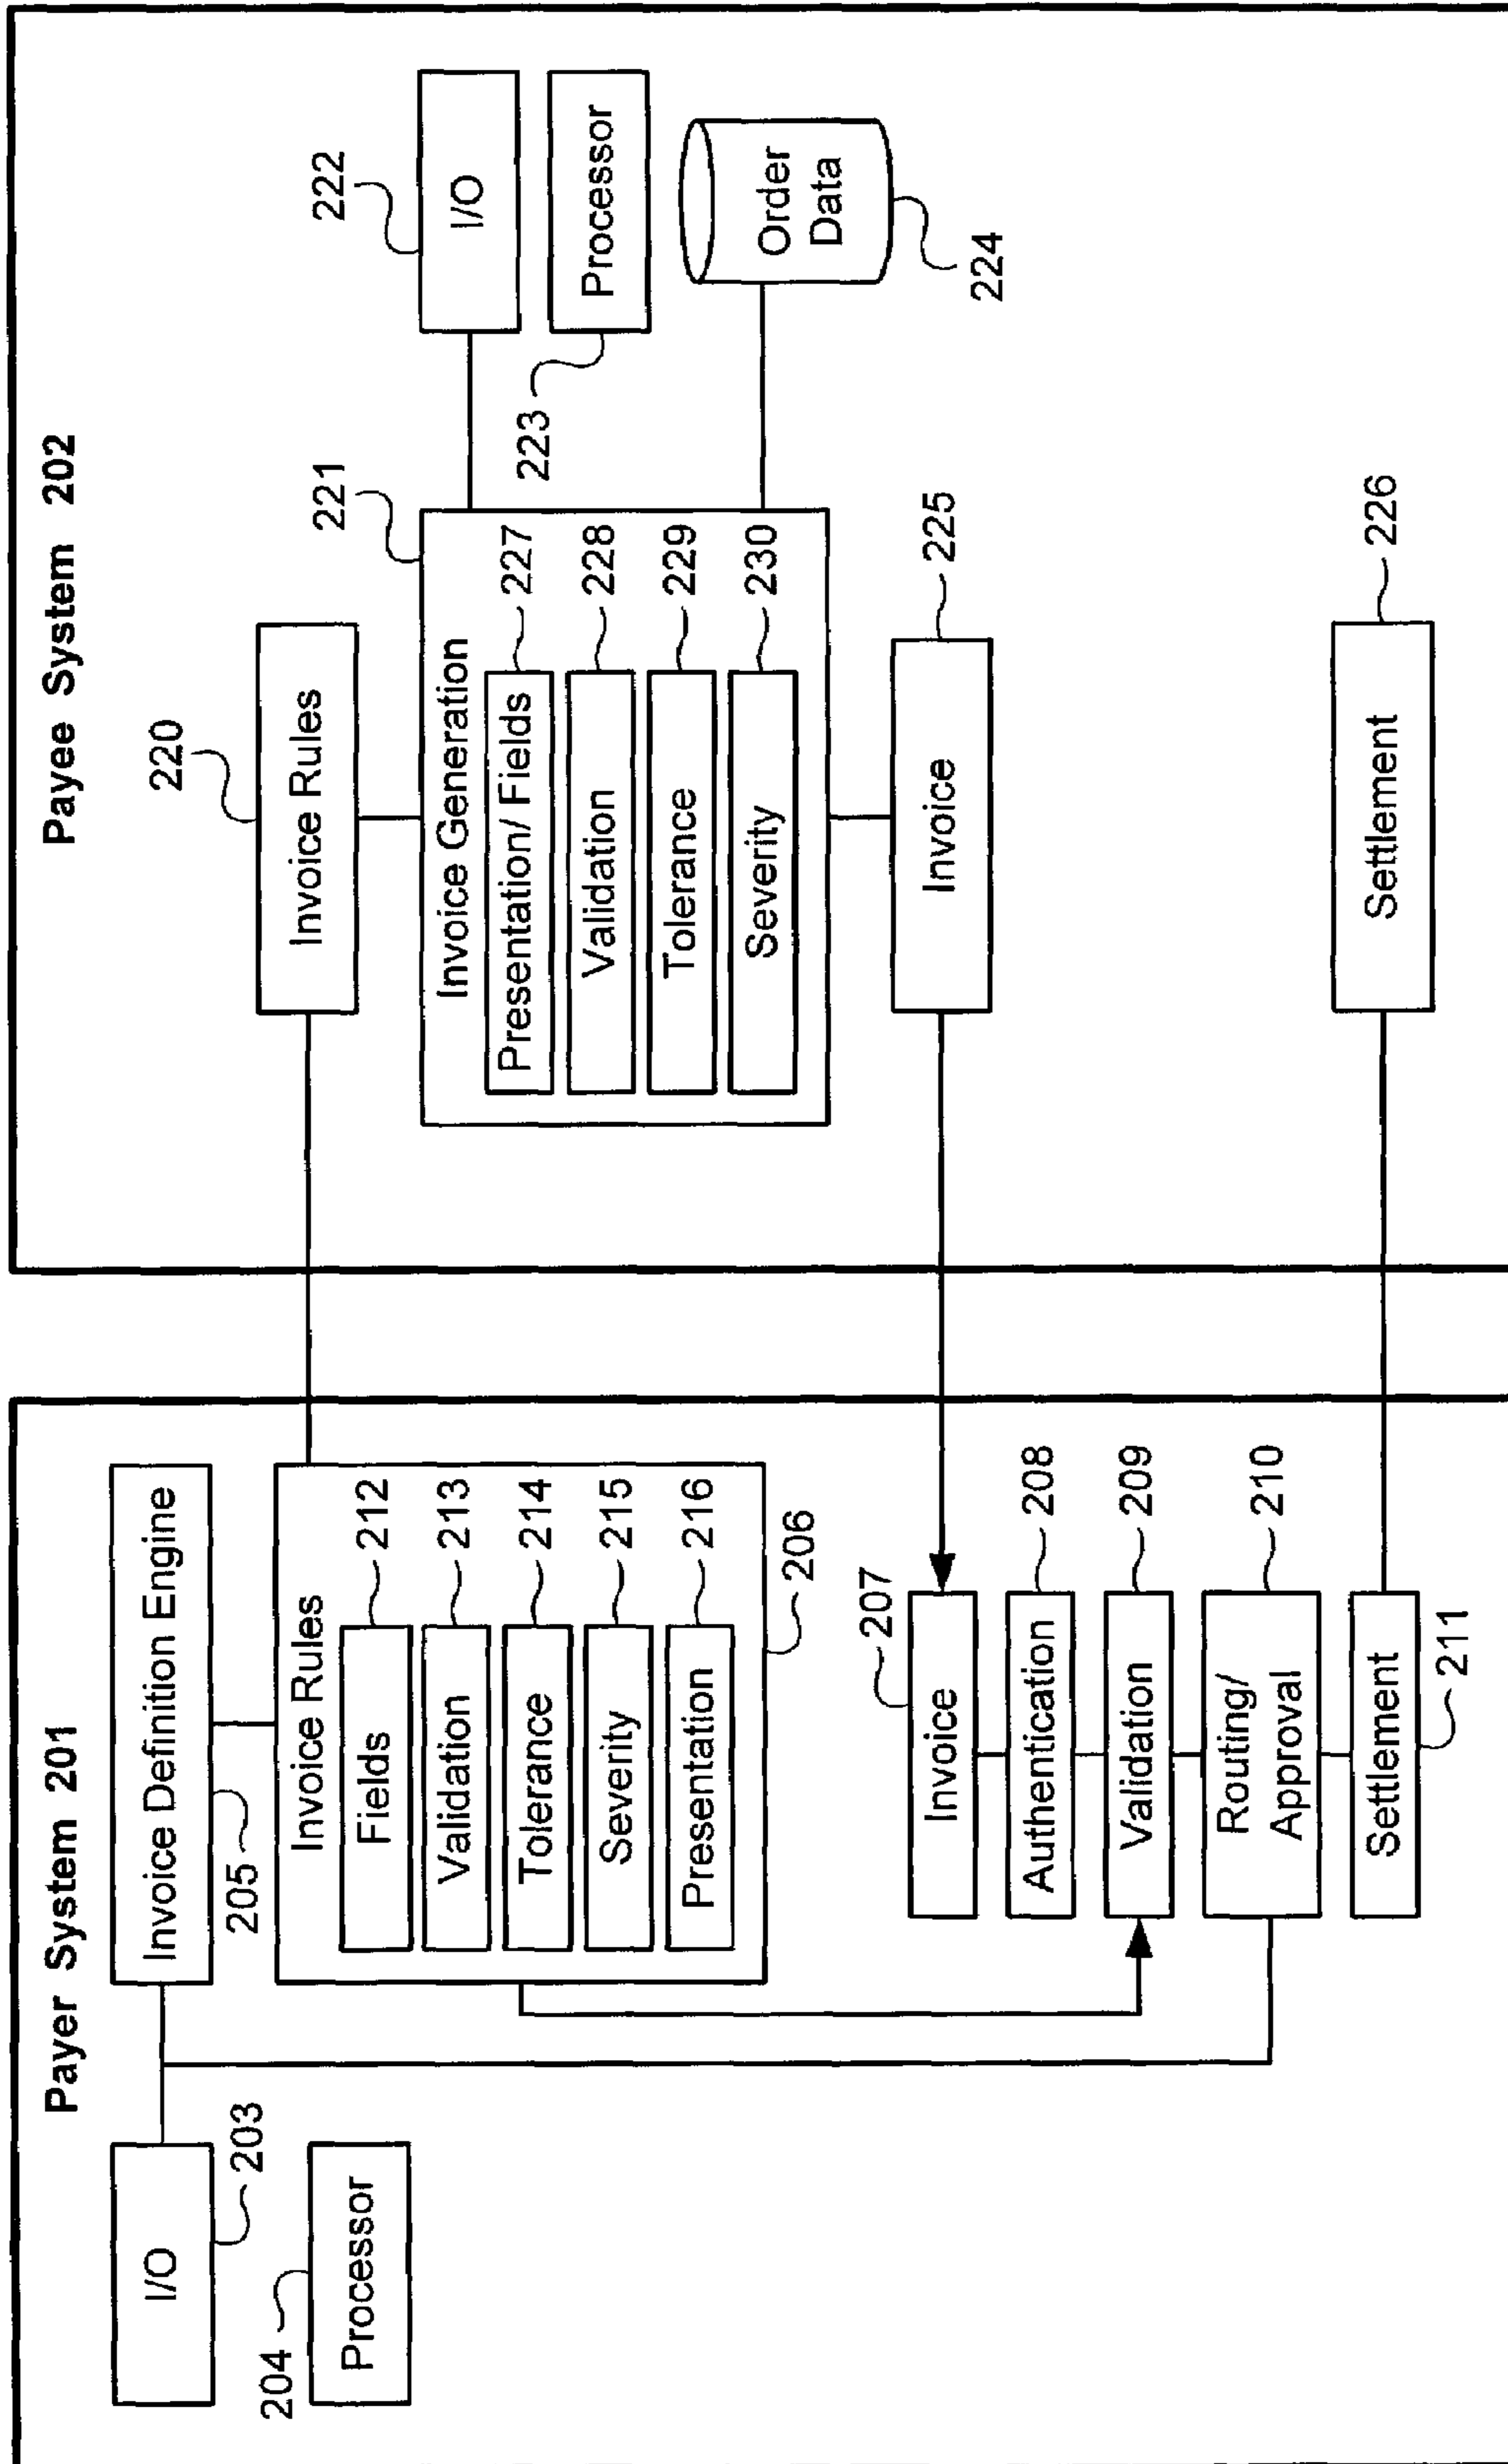 Payer System 201
I/O
203
204
Processor
Invoice Definition Engine
205
Invoice Rules
Fields
212
Validation
213
Tolerance
214
Severity
215
Presentation
216
206
207
Invoice
Authentication
208
Validation
209
Routing/
Approval
210
Settlement
211
Payee System 202
220
Invoice Rules
221
Invoice Generation
Presentation/ Fields
227
Validation
228
Tolerance
229
Severity
230
222
I/O
Processor
223
Order
Data
224
Invoice
225
Settlement
226